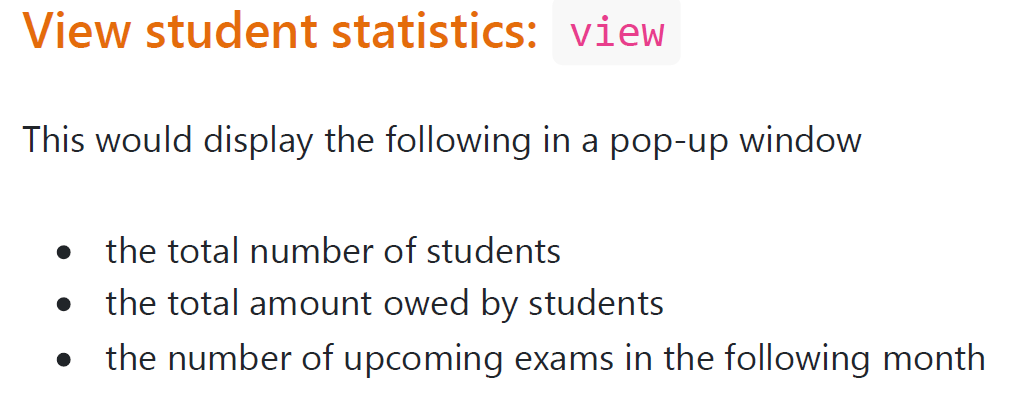 View student statistics: view
This would display the following in a pop-up window
• the total number of students
• the total amount owed by students
• the number of upcoming exams in the following month